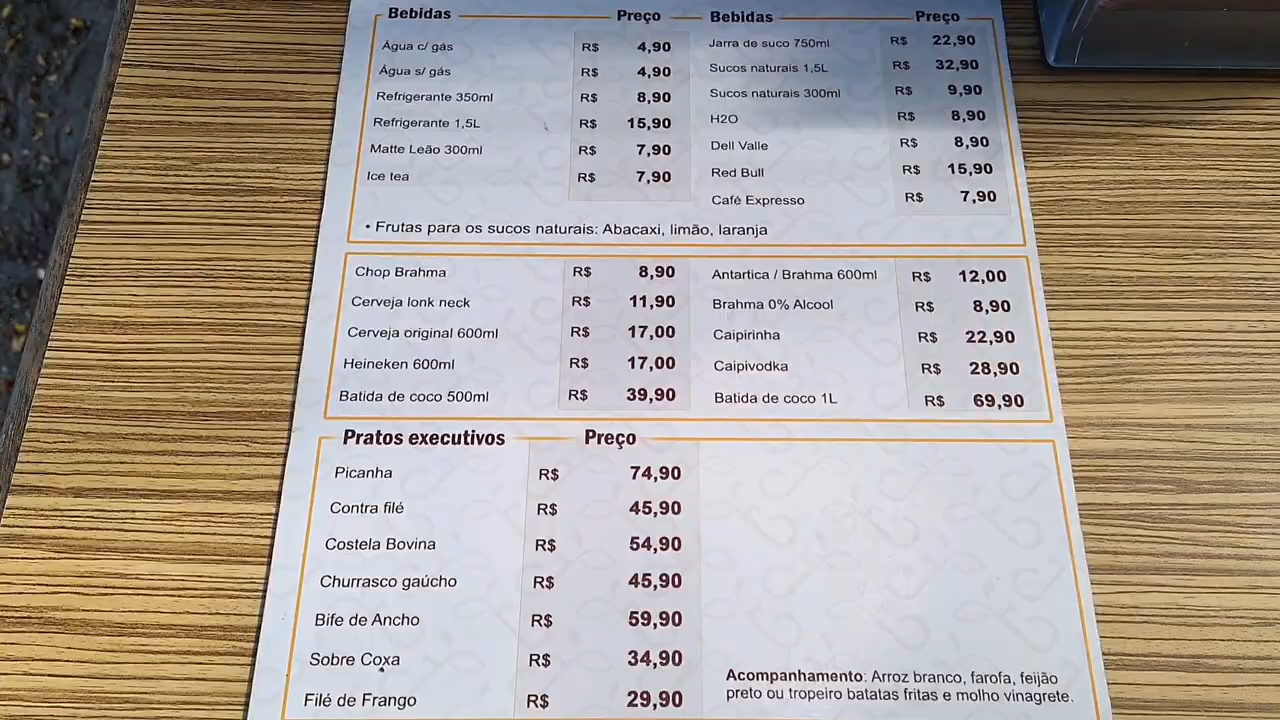 Bebidas Preço Bebidas Preço
Água c/ gás R$ 4,90 Jarra de suco 750ml R$ 22,90
Água s/ gás R$ 4,90 Sucos naturais 1,5L R$ 32,90
Refrigerante 350ml R$ 8,90 Sucos naturais 300ml R$ 9,90
Refrigerante 1,5L R$ 15,90 H2O R$ 8,90
Matte Leão 300ml R$ 7,90 Dell Valle R$ 8,90
Ice tea R$ 7,90 Red Bull R$ 15,90
Café Expresso R$ 7,90
• Frutas para os sucos naturais: Abacaxi, limão, laranja
Chop Brahma R$ 8,90 Antartica / Brahma 600ml R$ 12,00
Cerveja lonk neck R$ 11,90 Brahma 0% Alcool R$ 8,90
Cerveja original 600ml R$ 17,00 Caipirinha R$ 22,90
Heineken 600ml R$ 17,00 Caipivodka R$ 28,90
Batida de coco 500ml R$ 39,90 Batida de coco 1L R$ 69,90
Pratos executivos Preço
Picanha R$ 74,90
Contra filé R$ 45,90
Costela Bovina R$ 54,90
Churrasco gaúcho R$ 45,90
Bife de Ancho R$ 59,90
Sobre Coxa R$ 34,90
Filé de Frango R$ 29,90
Acompanhamento: Arroz branco, farofa, feijão
preto ou tropeiro batatas fritas e molho vinagrete.